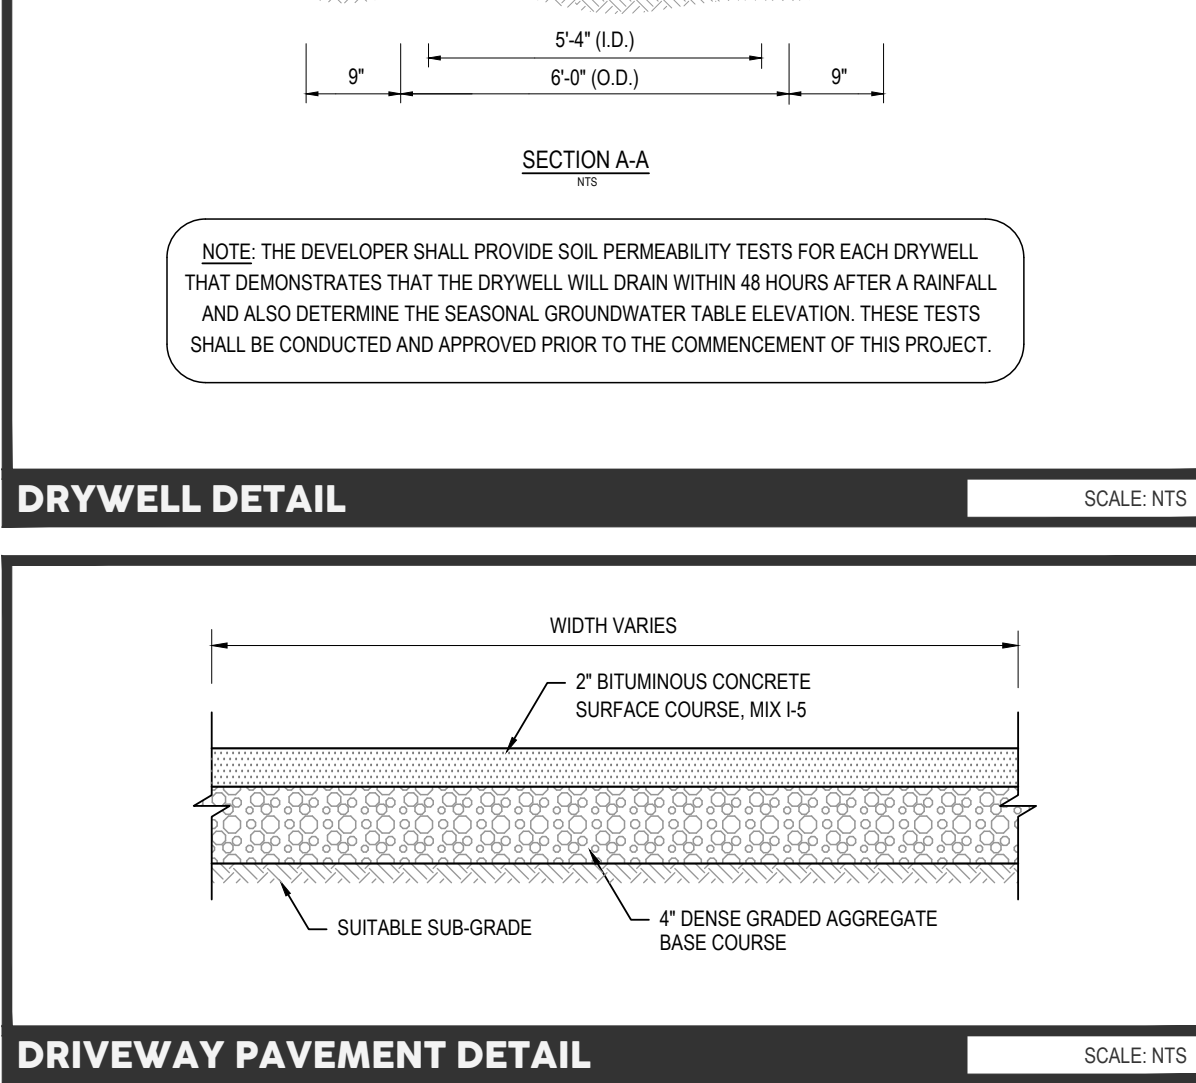 5'-4" (I.D.)
9"
6'-0" (O.D.)
9"
SECTION A-A
NTS
NOTE: THE DEVELOPER SHALL PROVIDE SOIL PERMEABILITY TESTS FOR EACH DRYWELL
THAT DEMONSTRATES THAT THE DRYWELL WILL DRAIN WITHIN 48 HOURS AFTER A RAINFALL
AND ALSO DETERMINE THE SEASONAL GROUNDWATER TABLE ELEVATION. THESE TESTS
SHALL BE CONDUCTED AND APPROVED PRIOR TO THE COMMENCEMENT OF THIS PROJECT.
DRYWELL DETAIL
SCALE: NTS
WIDTH VARIES
2" BITUMINOUS CONCRETE
SURFACE COURSE, MIX I-5
SUITABLE SUB-GRADE
4" DENSE GRADED AGGREGATE
BASE COURSE
DRIVEWAY PAVEMENT DETAIL
SCALE: NTS